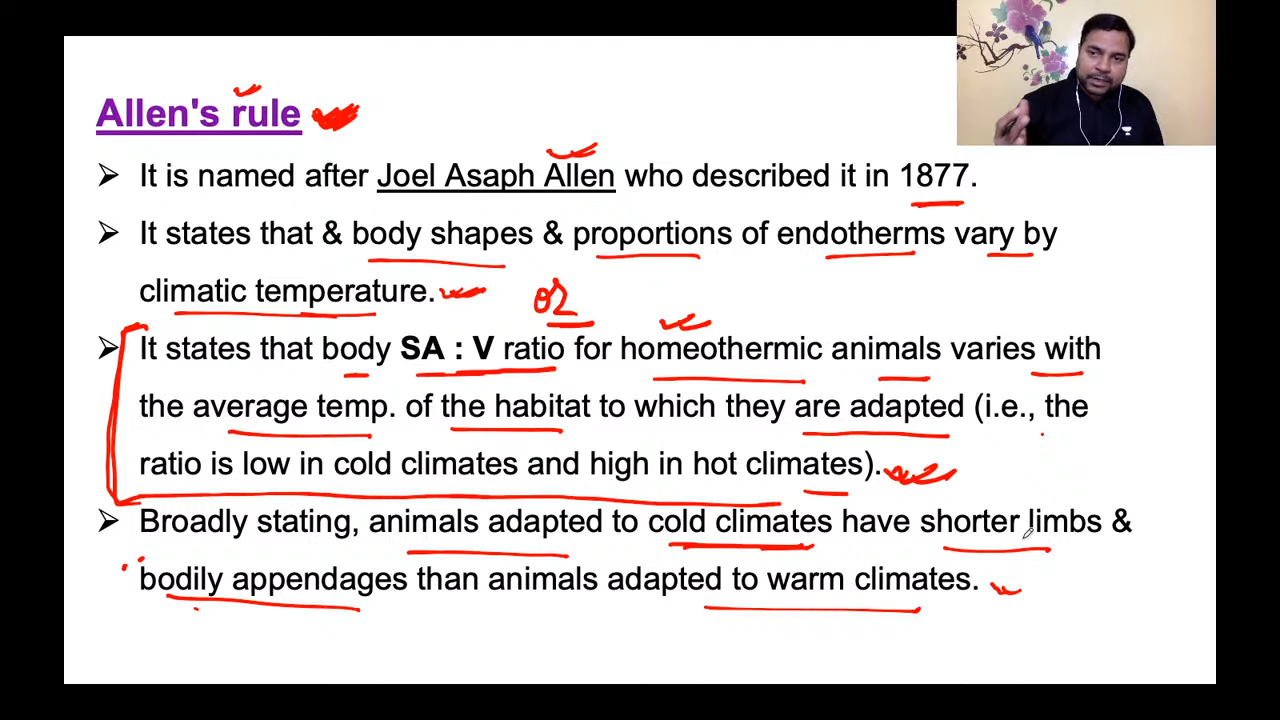 Allen's rule
➢ It is named after Joel Asaph Allen who described it in 1877.
➢ It states that & body shapes & proportions of endotherms vary by
climatic temperature.
or
➢ It states that body SA : V ratio for homeothermic animals varies with
the average temp. of the habitat to which they are adapted (i.e., the
ratio is low in cold climates and high in hot climates).
➢ Broadly stating, animals adapted to cold climates have shorter limbs &
bodily appendages than animals adapted to warm climates.